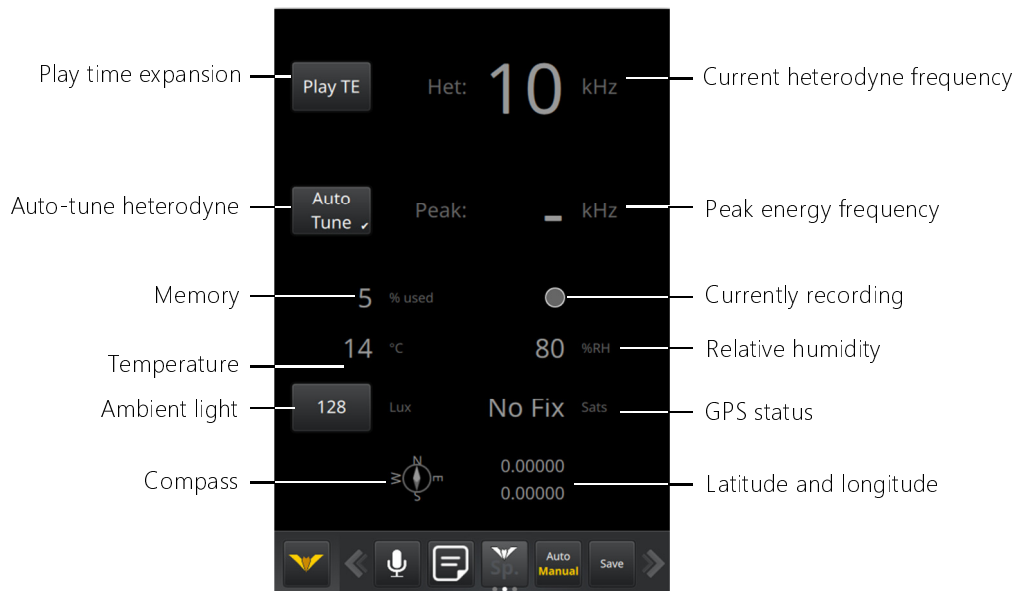 Play time expansion
Play TE
Het:
10
kHz
Current heterodyne frequency
Auto-tune heterodyne
Auto
Tune
Peak:
-
kHz
Peak energy frequency
Memory
5
% used
Currently recording
Temperature
14
°C
80
%RH
Relative humidity
Ambient light
128
Lux
No Fix
Sats
GPS status
Compass
N
W
E
S
0.00000
0.00000
Latitude and longitude
Sp.
Auto
Manual
Save